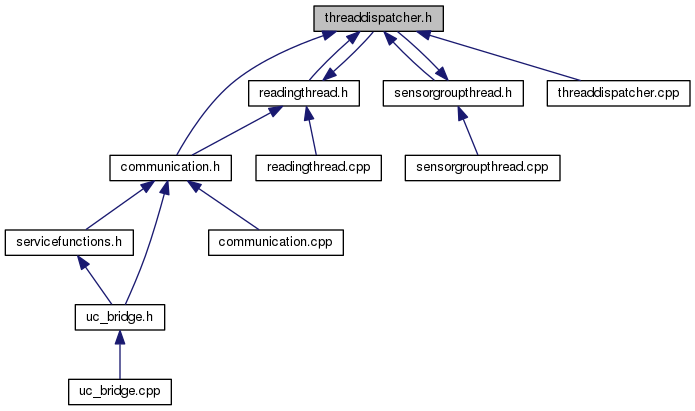 threaddispatcher.h
readingthread.h
sensorgroupthread.h
threaddispatcher.cpp
communication.h
readingthread.cpp
sensorgroupthread.cpp
servicefunctions.h
communication.cpp
uc_bridge.h
uc_bridge.cpp